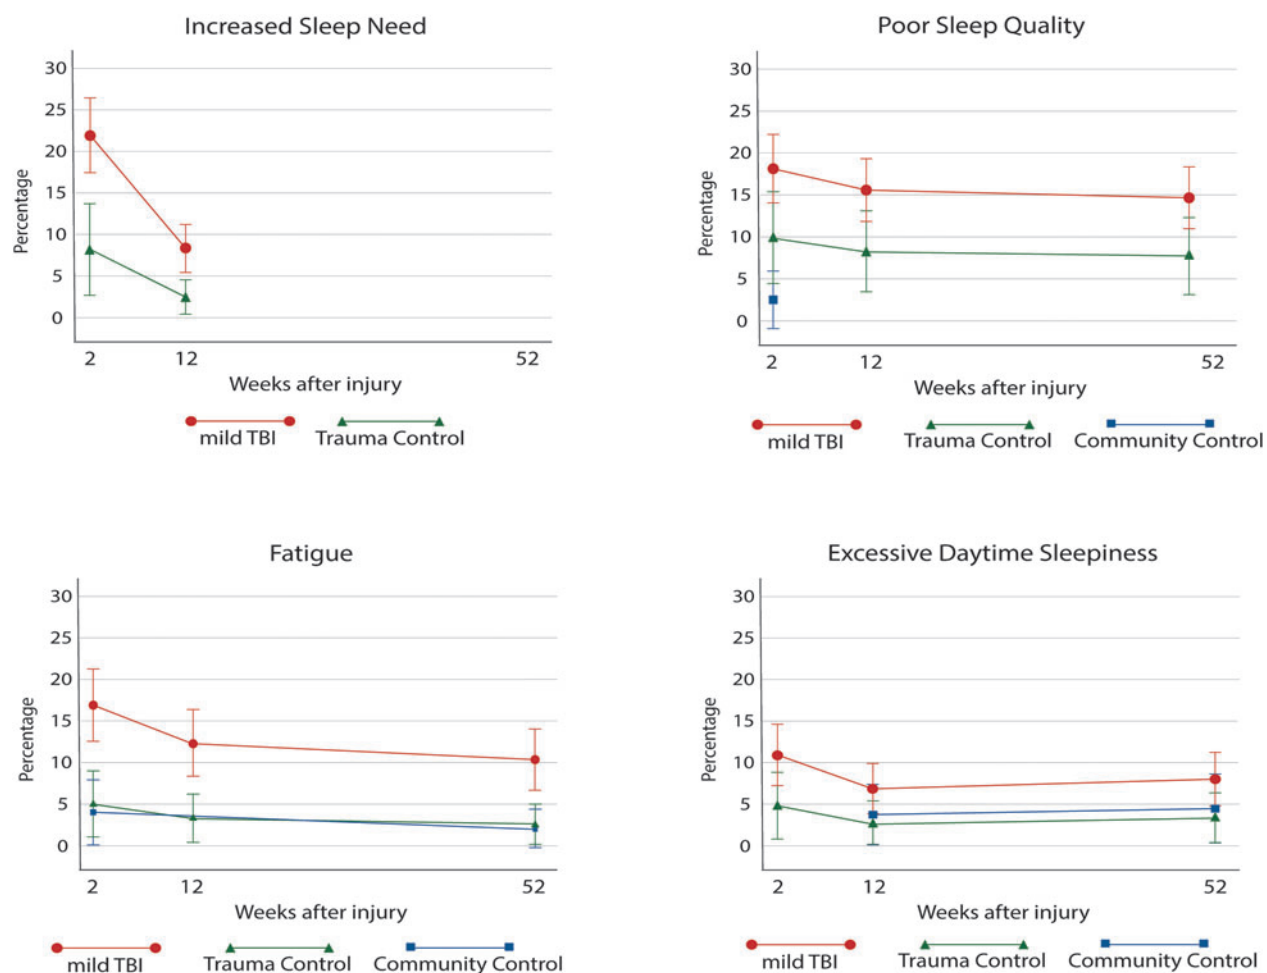 Increased Sleep Need
30
25
20
15
10
5
0
Percentage
2 12 52
Weeks after injury
mild TBI Trauma Control
Poor Sleep Quality
30
25
20
15
10
5
0
Percentage
2 12 52
Weeks after injury
mild TBI Trauma Control Community Control
Fatigue
30
25
20
15
10
5
0
Percentage
2 12 52
Weeks after injury
mild TBI Trauma Control Community Control
Excessive Daytime Sleepiness
30
25
20
15
10
5
0
Percentage
2 12 52
Weeks after injury
mild TBI Trauma Control Community Control